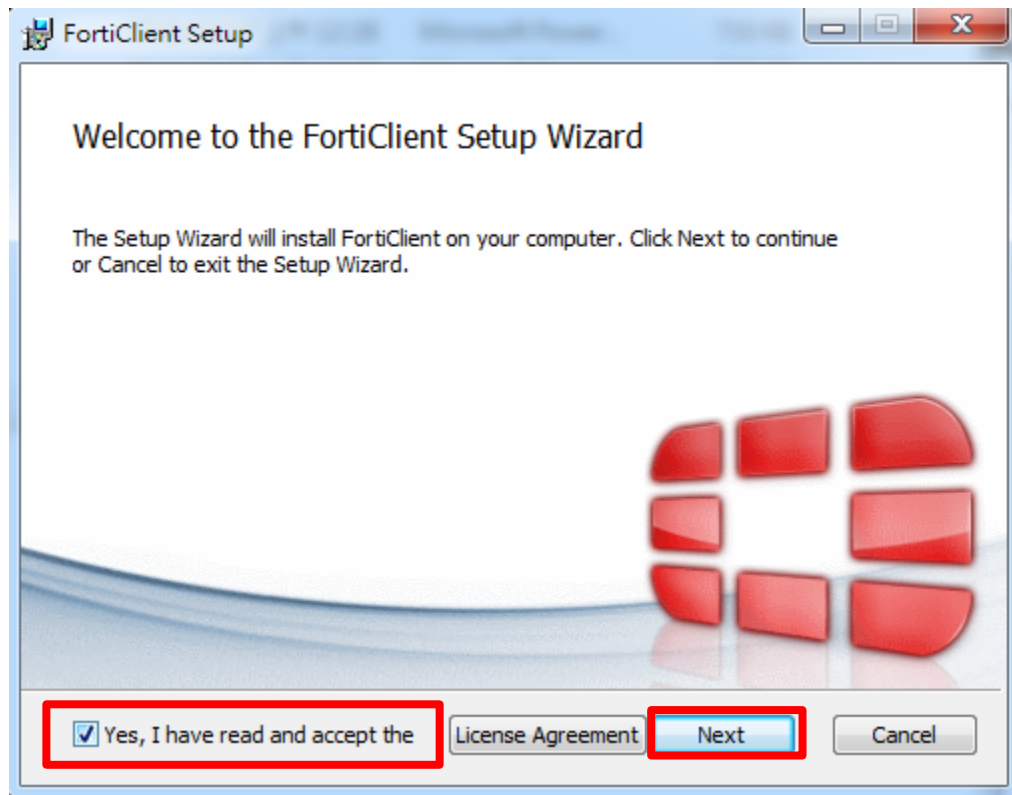 FortiClient Setup
Welcome to the FortiClient Setup Wizard
The Setup Wizard will install FortiClient on your computer. Click Next to continue
or Cancel to exit the Setup Wizard.
Yes, I have read and accept the License Agreement Next Cancel